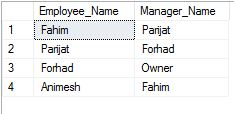 Employee_Name Manager_Name
1 Fahim Parijat
2 Parijat Forhad
3 Forhad Owner
4 Animesh Fahim